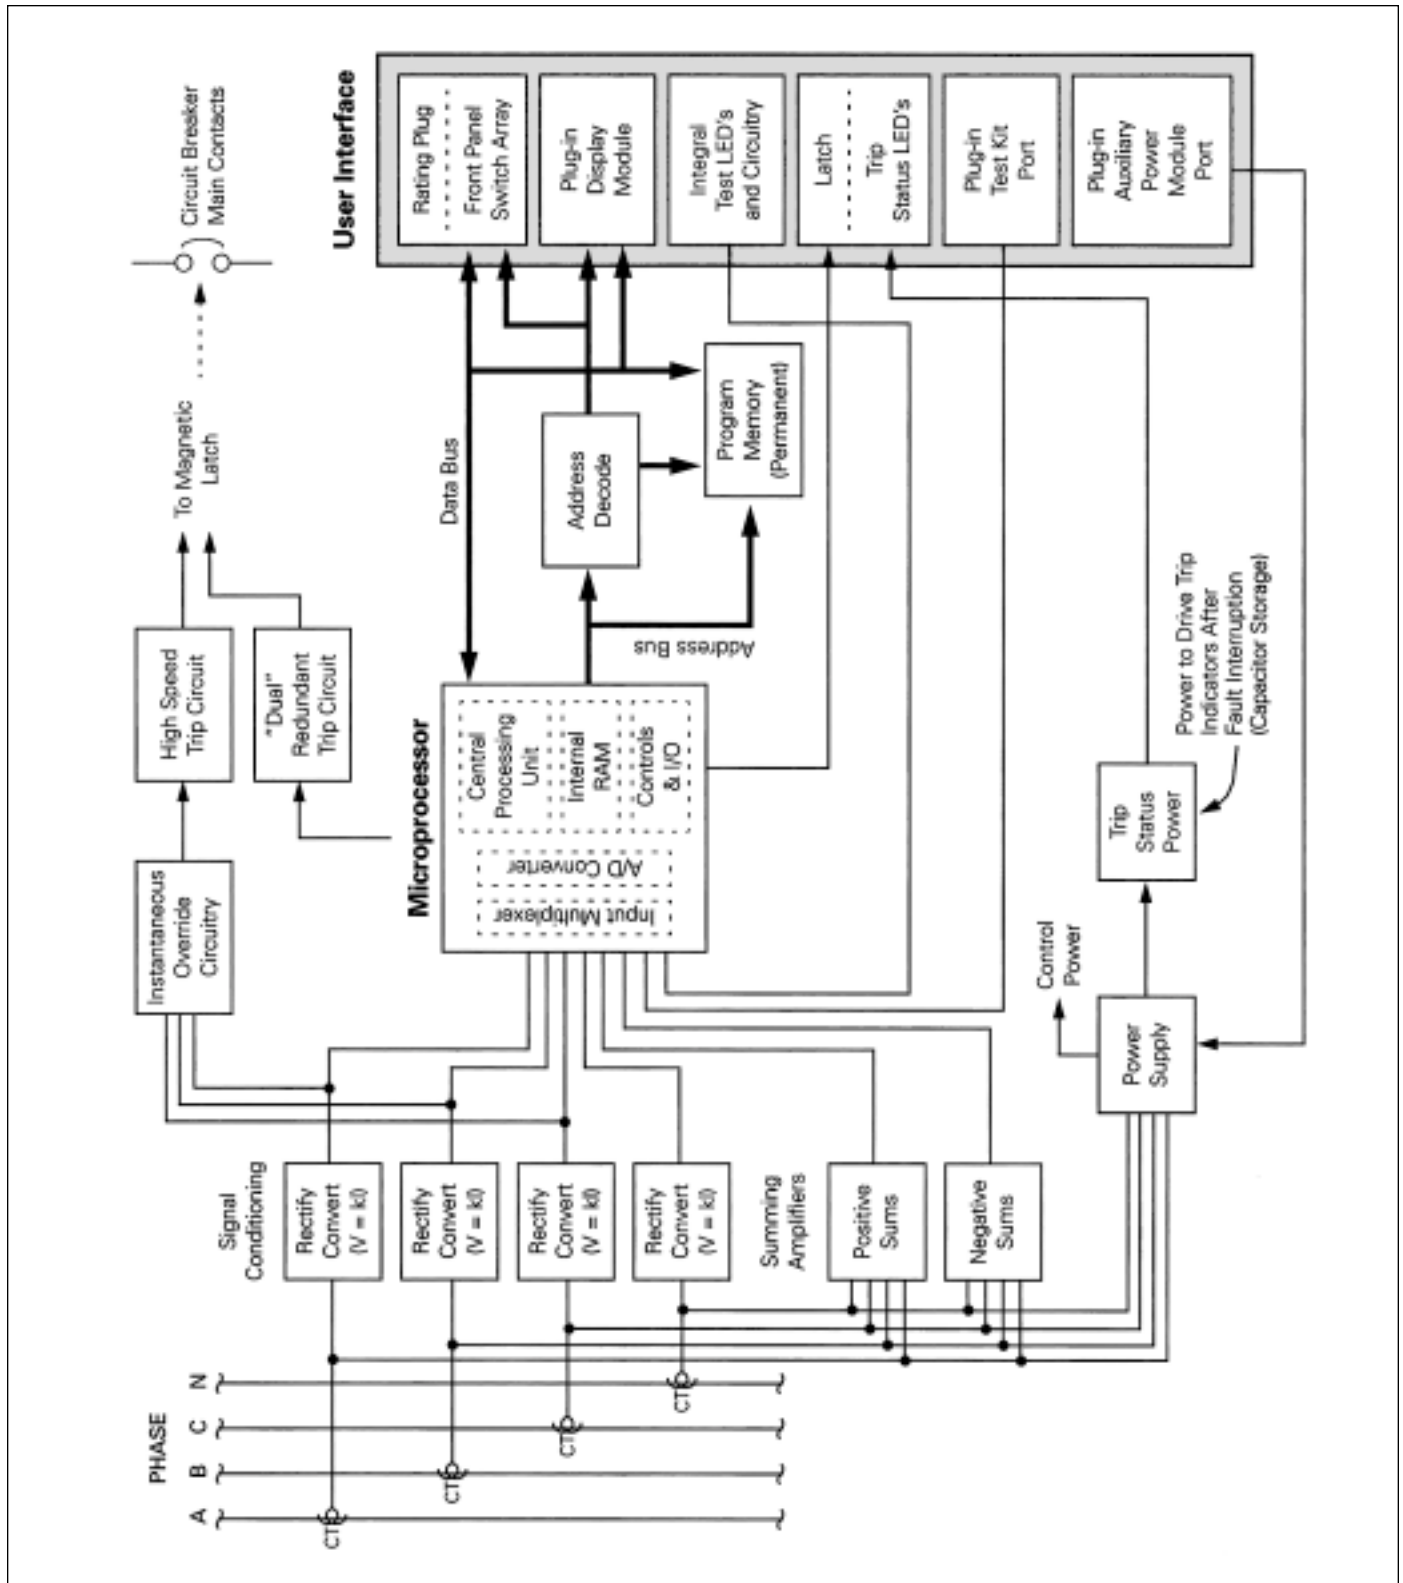 Circuit Breaker
Main Contacts
To Magnetic
Latch
High Speed
Trip Circuit
"Dual"
Redundant
Trip Circuit
Instantaneous
Override
Circuitry
User Interface
Rating Plug
Front Panel
Switch Array
Plug-in
Display
Module
Integral
Test LED's
and Circuitry
Latch
Trip
Status LED's
Plug-in
Test Kit
Port
Plug-in
Auxiliary
Power
Module
Port
Data Bus
Address
Decode
Program
Memory
(Permanent)
Address Bus
Microprocessor
Central
Processing
Unit
Internal
RAM
Controls
& I/O
A/D Converter
Input Multiplexer
Power to Drive Trip
Indicators After
Fault Interruption
(Capacitor Storage)
Trip
Status
Power
Control
Power
Power
Supply
Signal
Conditioning
Rectify
Convert
(V = kI)
Rectify
Convert
(V = kI)
Rectify
Convert
(V = kI)
Rectify
Convert
(V = kI)
Summing
Amplifiers
Positive
Sums
Negative
Sums
PHASE
N
C
B
A
CT
CT
CT
CT